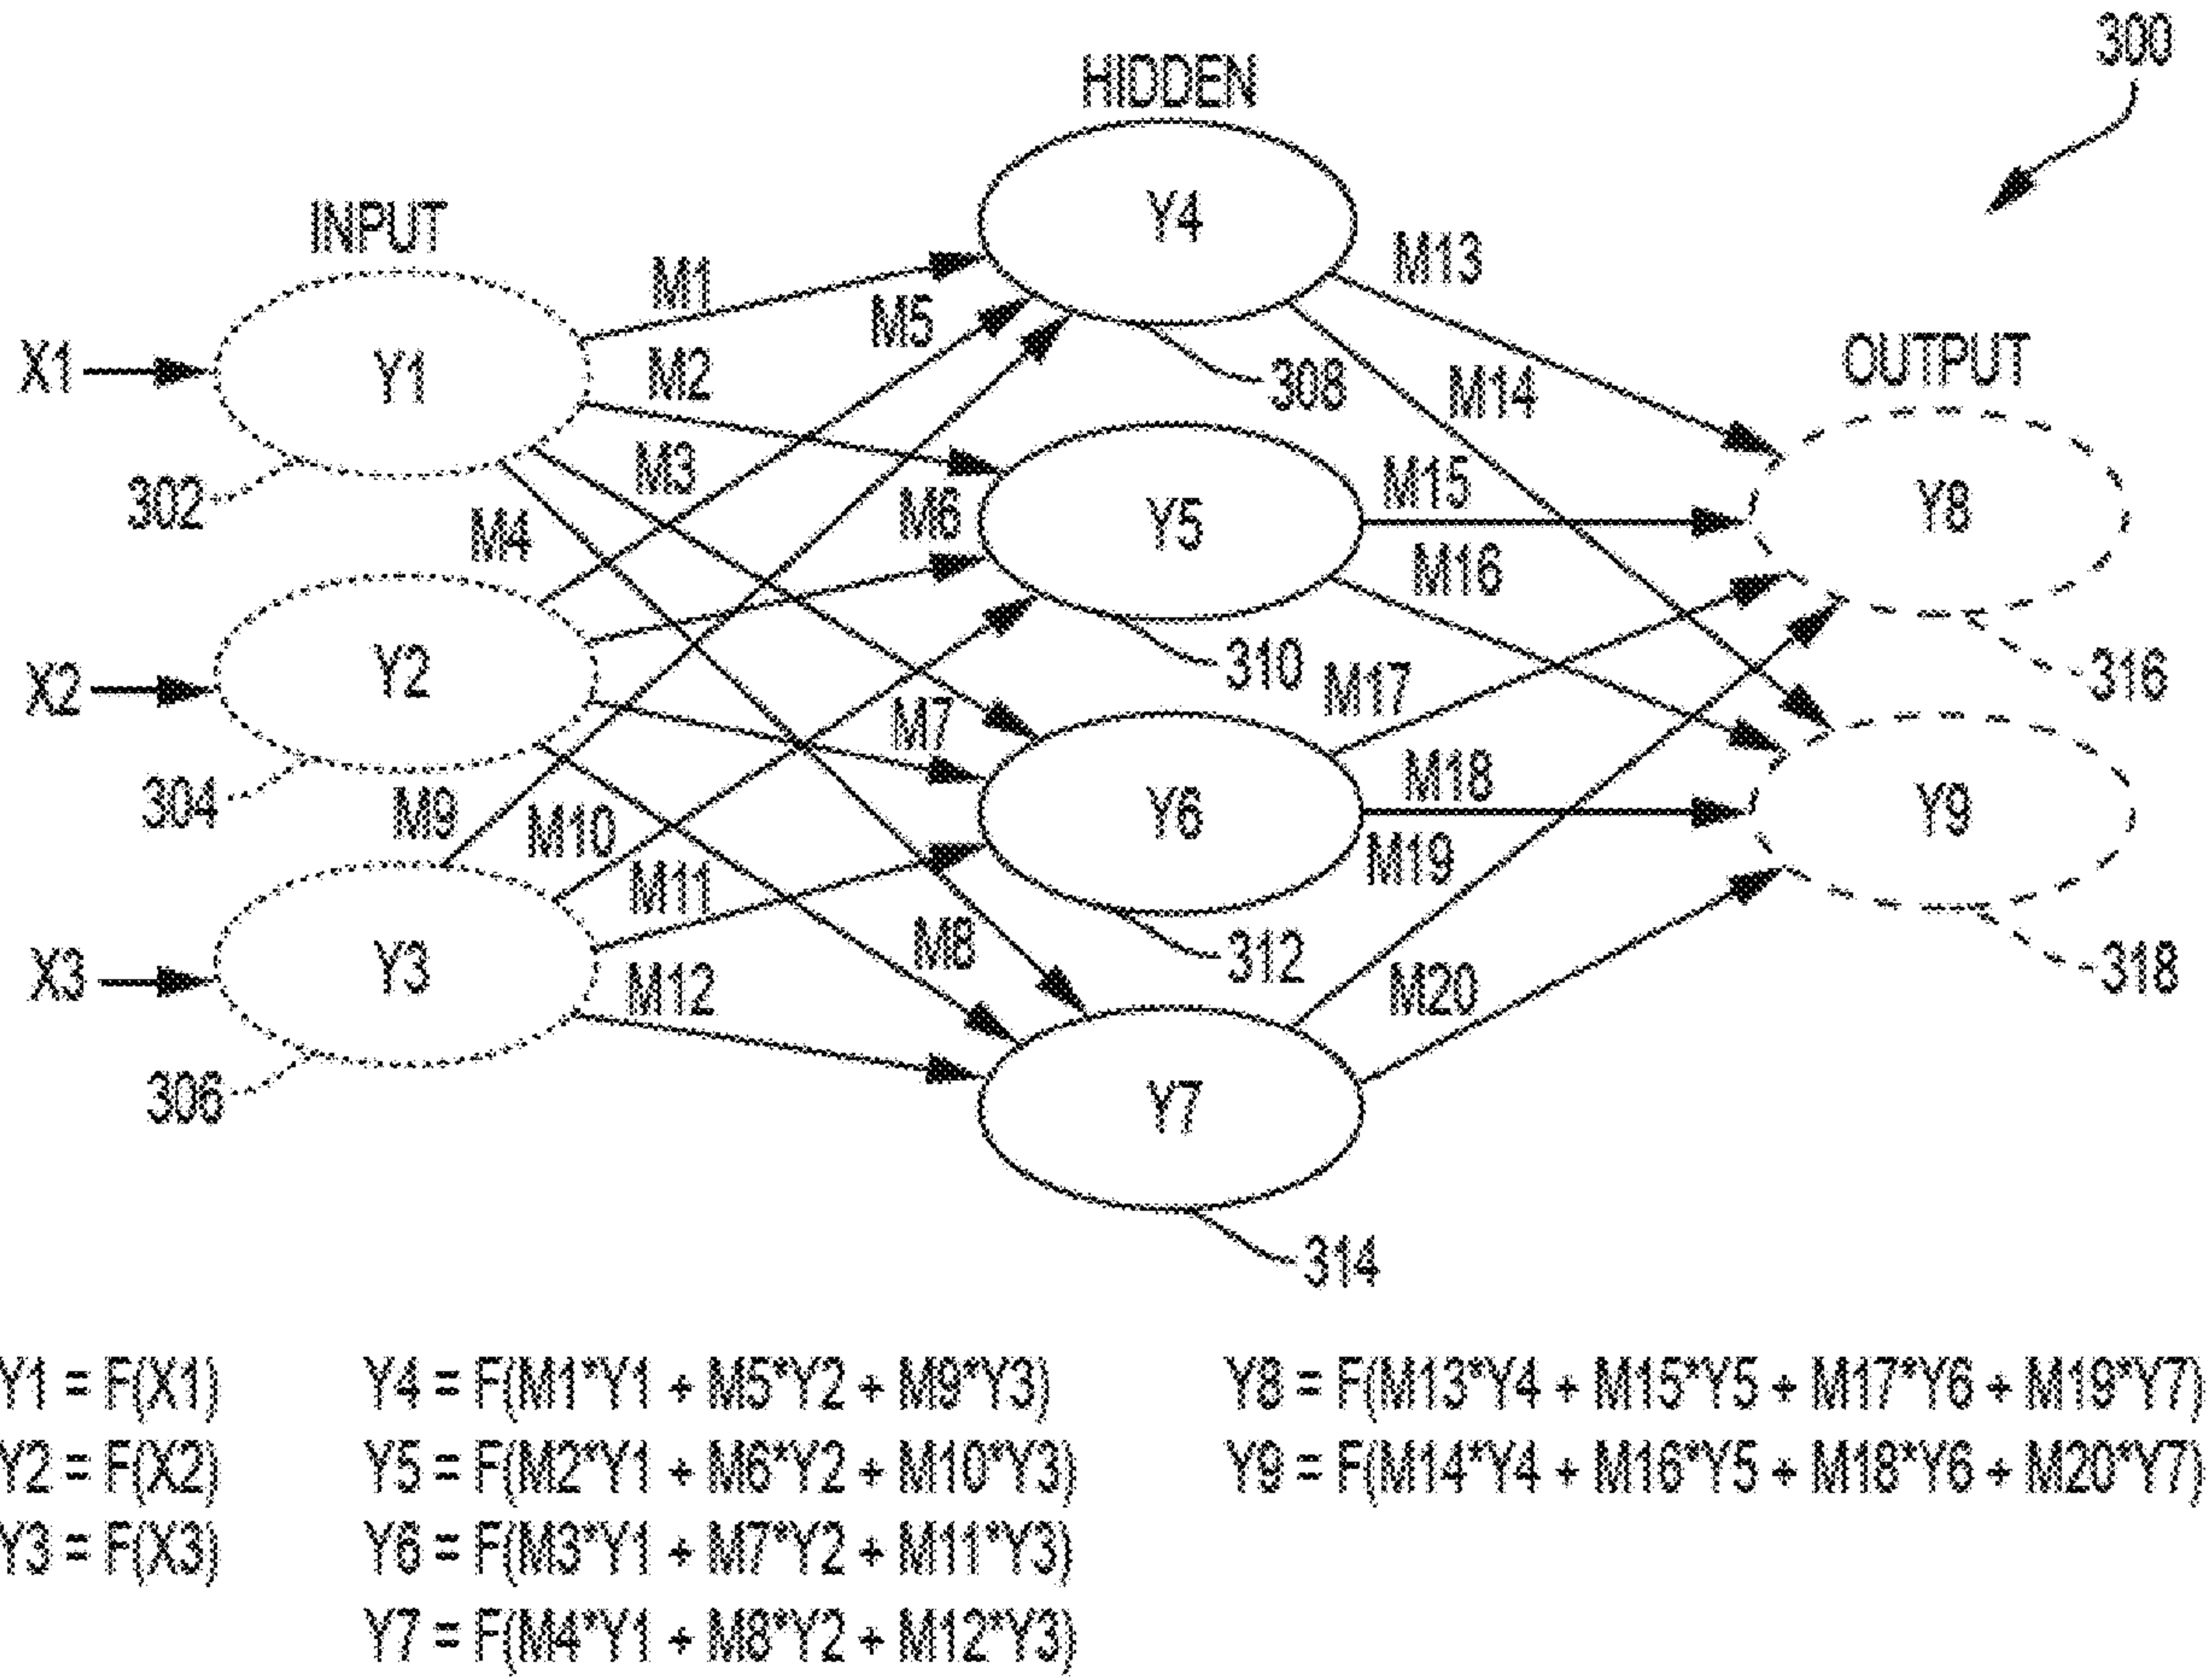 300
HIDDEN
Y4
INPUT
M13
M1
M5
X1
Y1
M2
308
M14
OUTPUT
302
M3
M4
M6
Y5
M15
Y8
M16
X2
Y2
310
M17
316
M7
304
M9
M10
Y6
M18
Y9
M19
M11
X3
Y3
M12
M8
312
M20
318
306
Y7
314
Y1 = F(X1)
Y2 = F(X2)
Y3 = F(X3)
Y4 = F(M1*Y1 + M5*Y2 + M9*Y3)
Y5 = F(M2*Y1 + M6*Y2 + M10*Y3)
Y6 = F(M3*Y1 + M7*Y2 + M11*Y3)
Y7 = F(M4*Y1 + M8*Y2 + M12*Y3)
Y8 = F(M13*Y4 + M15*Y5 + M17*Y6 + M19*Y7)
Y9 = F(M14*Y4 + M16*Y5 + M18*Y6 + M20*Y7)